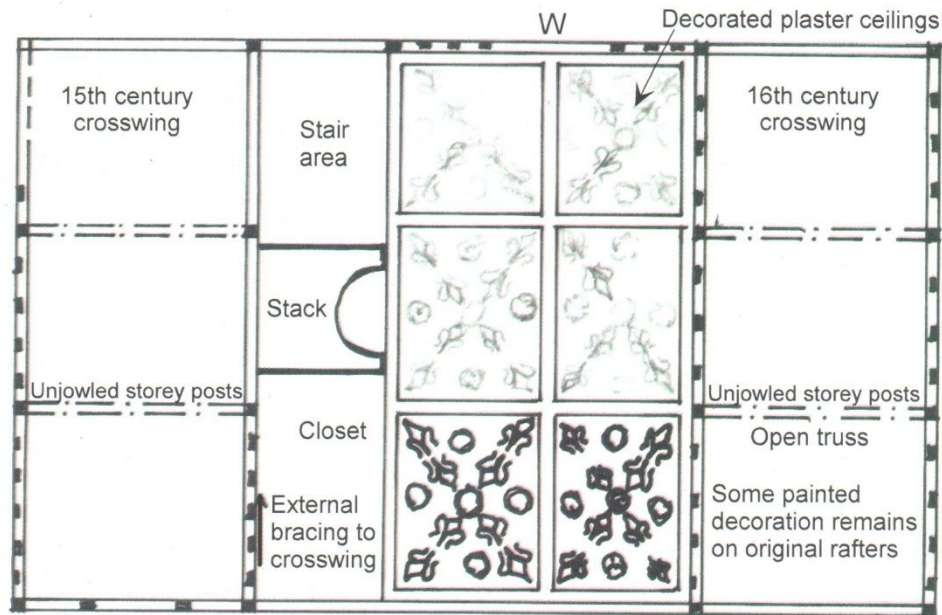 W
Decorated plaster ceilings
15th century
crosswing
Stair
area
16th century
crosswing
Stack
Unjowled storey posts
Unjowled storey posts
Closet
Open truss
External
bracing to
crosswing
Some painted
decoration remains
on original rafters